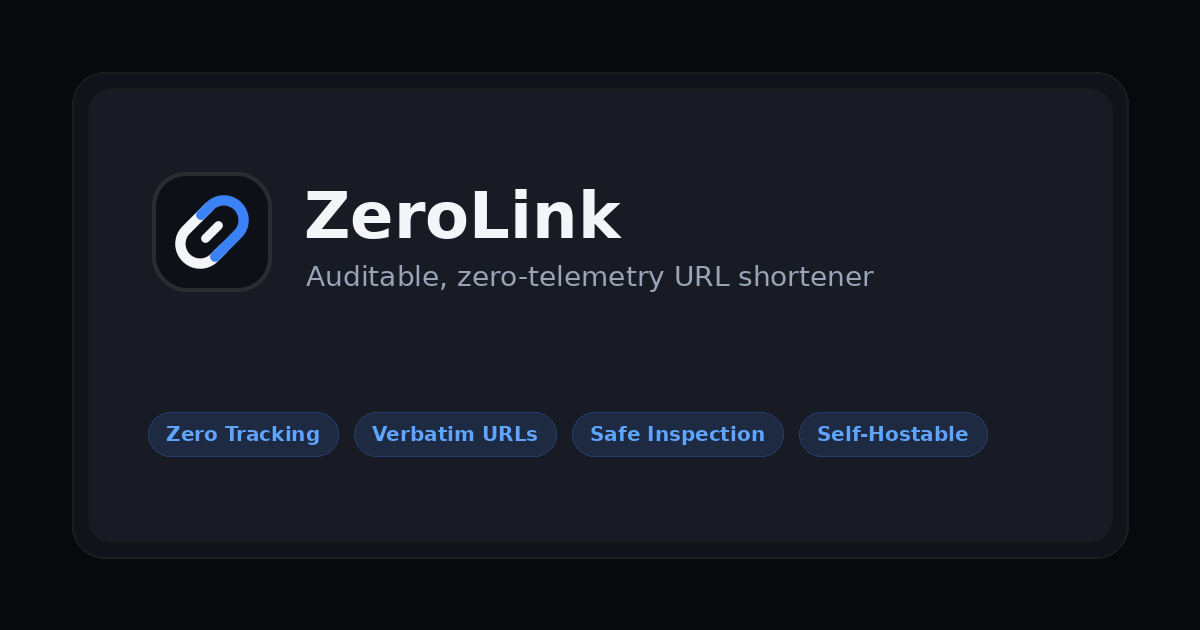 ZeroLink
Auditable, zero-telemetry URL shortener
Zero Tracking
Verbatim URLs
Safe Inspection
Self-Hostable